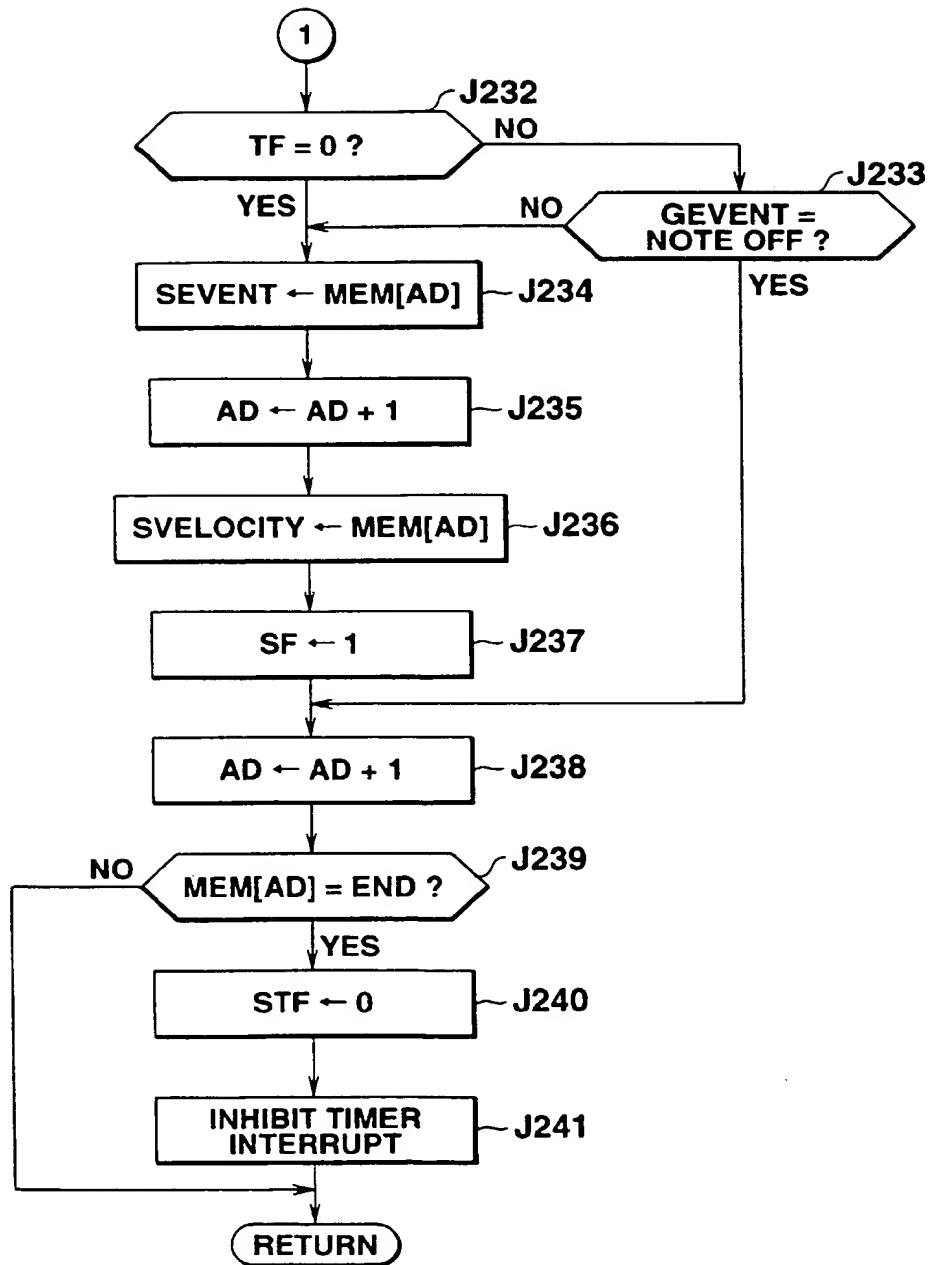 1
J232
TF = 0 ?
NO
J233
YES
NO
GEVENT =
NOTE OFF ?
YES
SEVENT ← MEM[AD]
J234
AD ← AD + 1
J235
SVELOCITY ← MEM[AD]
J236
SF ← 1
J237
AD ← AD + 1
J238
J239
NO
MEM[AD] = END ?
YES
STF ← 0
J240
INHIBIT TIMER
INTERRUPT
J241
RETURN